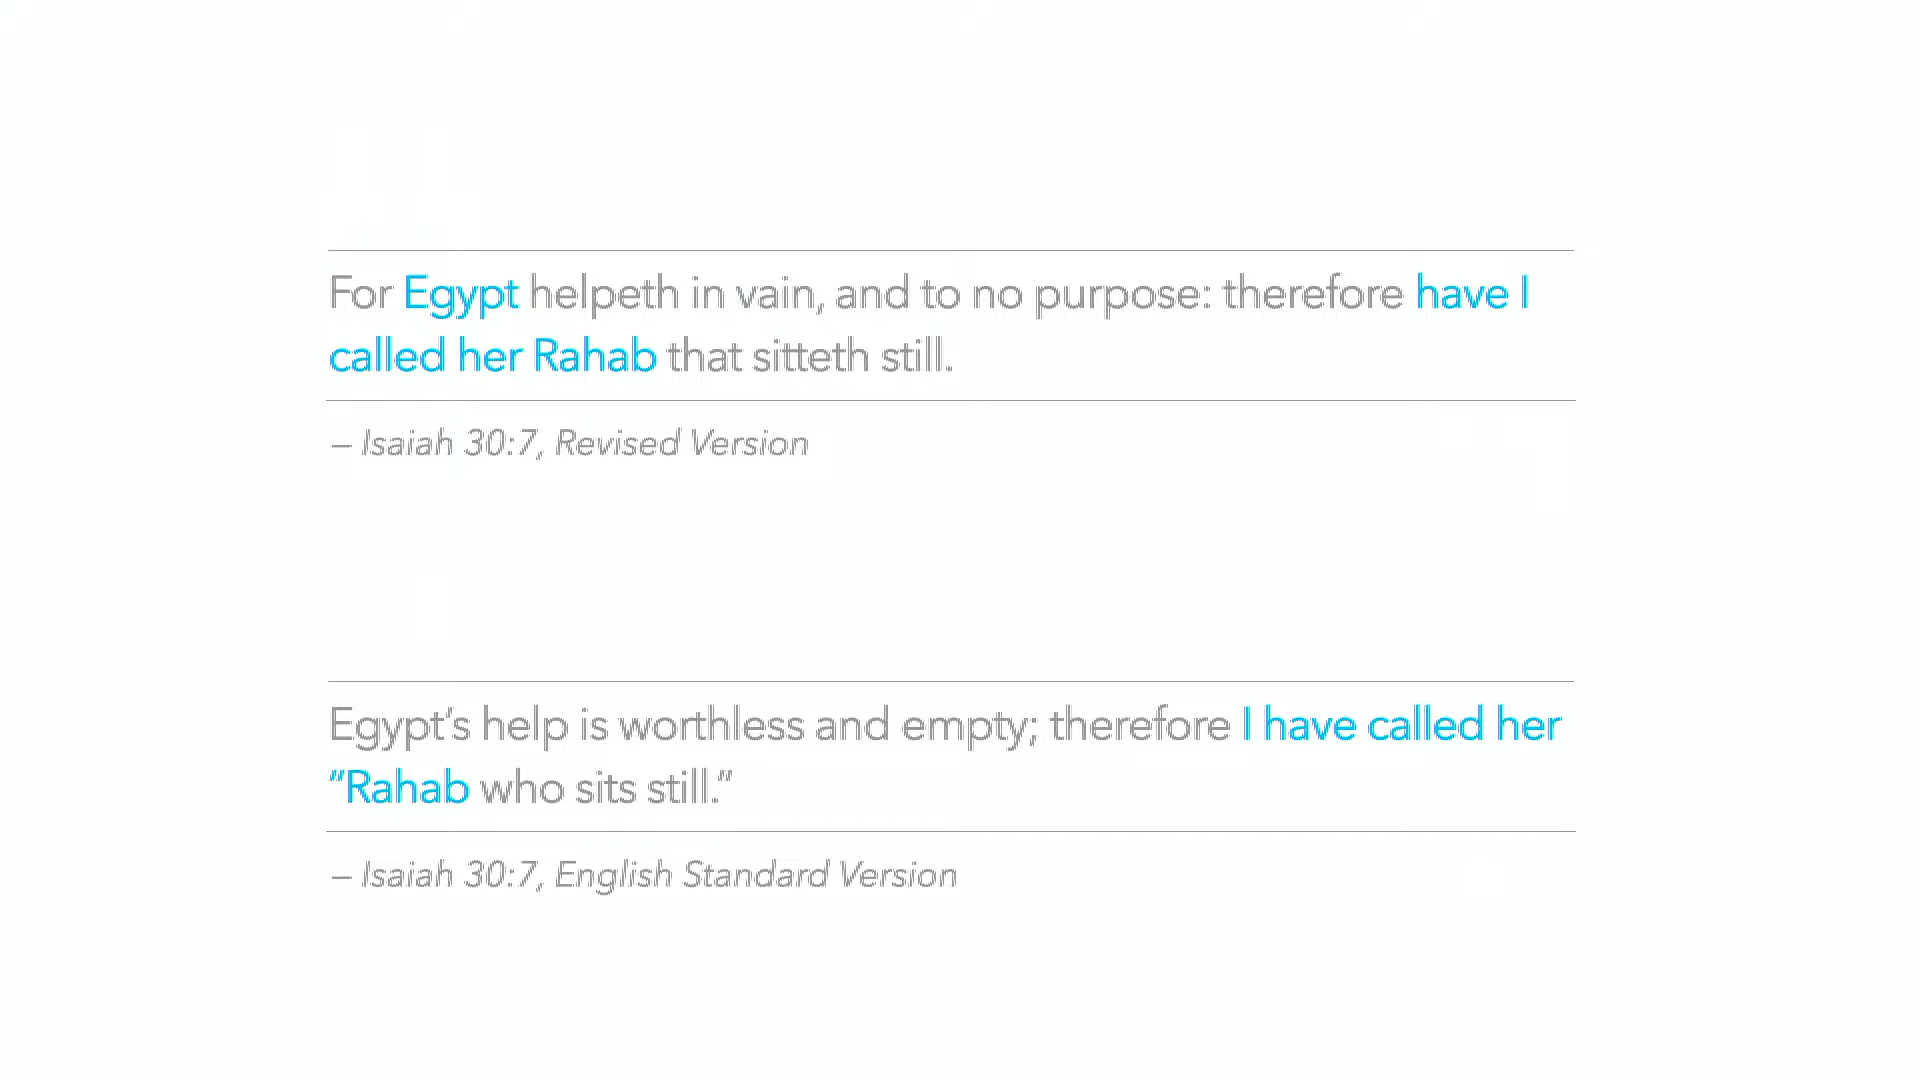 For Egypt helpeth in vain, and to no purpose: therefore have I
called her Rahab that sitteth still.
– Isaiah 30:7, Revised Version
Egypt’s help is worthless and empty; therefore I have called her
“Rahab who sits still.”
– Isaiah 30:7, English Standard Version